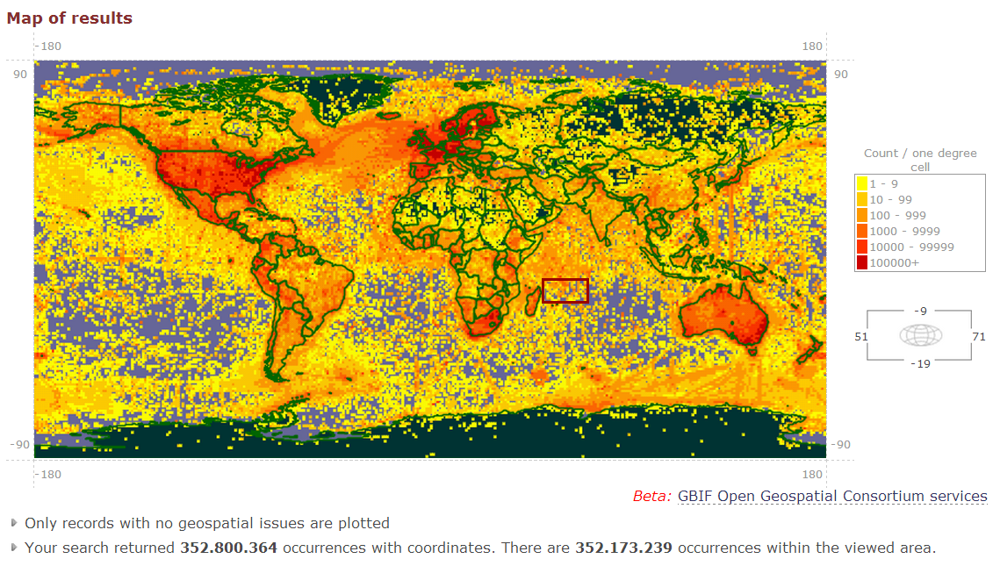 Map of results
-180 180
90 90
Count / one degree
cell
1 - 9
10 - 99
100 - 999
1000 - 9999
10000 - 99999
100000+
-9
51 71
-19
-90 -90
-180 180
Beta: GBIF Open Geospatial Consortium services
Only records with no geospatial issues are plotted
Your search returned 352.800.364 occurrences with coordinates. There are 352.173.239 occurrences within the viewed area.